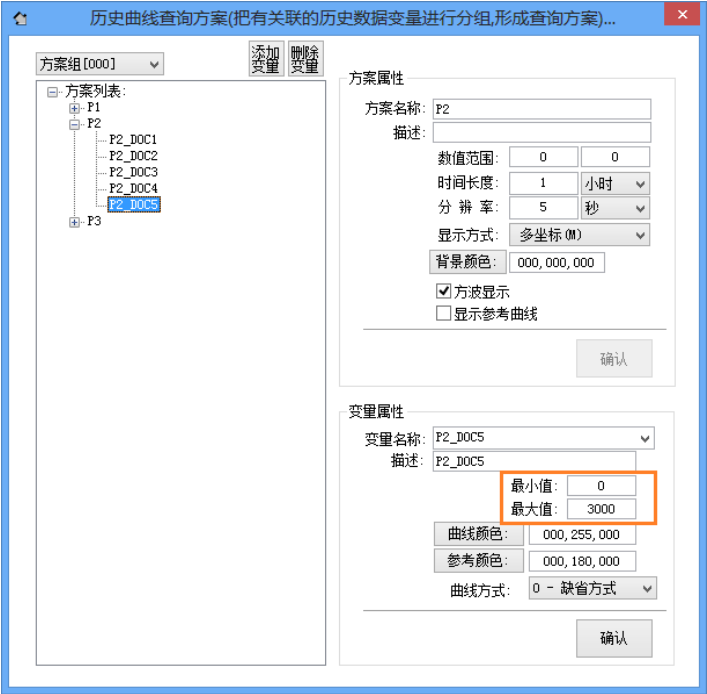 历史曲线查询方案(把有关联的历史数据变量进行分组,形成查询方案)...
方案组[000]
添加变量
删除变量
方案列表:
P1
P2
P2_DOC1
P2_DOC2
P2_DOC3
P2_DOC4
P2_DOC5
P3
方案属性
方案名称: P2
描述:
数值范围: 0 0
时间长度: 1 小时
分 辨 率: 5 秒
显示方式: 多坐标(M)
背景颜色: 000,000,000
方波显示
显示参考曲线
确认
变量属性
变量名称: P2_DOC5
描述: P2_DOC5
最小值: 0
最大值: 3000
曲线颜色: 000,255,000
参考颜色: 000,180,000
曲线方式: 0 - 缺省方式
确认